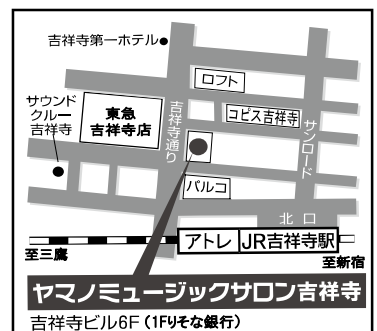 吉祥寺第一ホテル
ロフト
サウンド
クルー
吉祥寺
東急
吉祥寺店
吉祥寺通り
コピス吉祥寺
サンロード
パルコ
北口
アトレ JR吉祥寺駅
至三鷹
至新宿
ヤマノミュージックサロン吉祥寺
吉祥寺ビル6F(1Fりそな銀行)